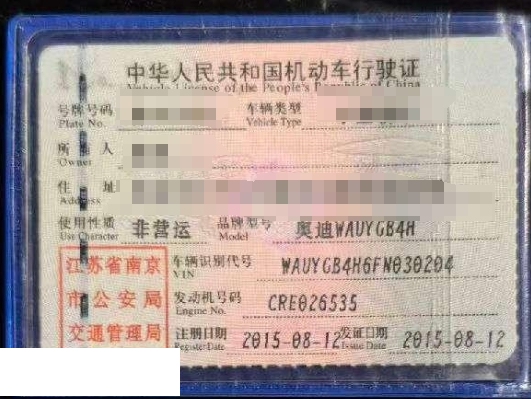 中华人民共和国机动车行驶证
Vehicle License of the People's Republic of China
号牌号码 Plate No. 车辆类型 Vehicle Type
所有人 Owner
住址 Address
使用性质 Use Character 非营运 品牌型号 Model 奥迪WAUYGB4H
江苏省南京市公安局交通管理局
车辆识别代号 VIN WAUYGB4H6FN030204
发动机号码 Engine No. CRE026535
注册日期 Register Date 2015-08-12 发证日期 Issue Date 2015-08-12